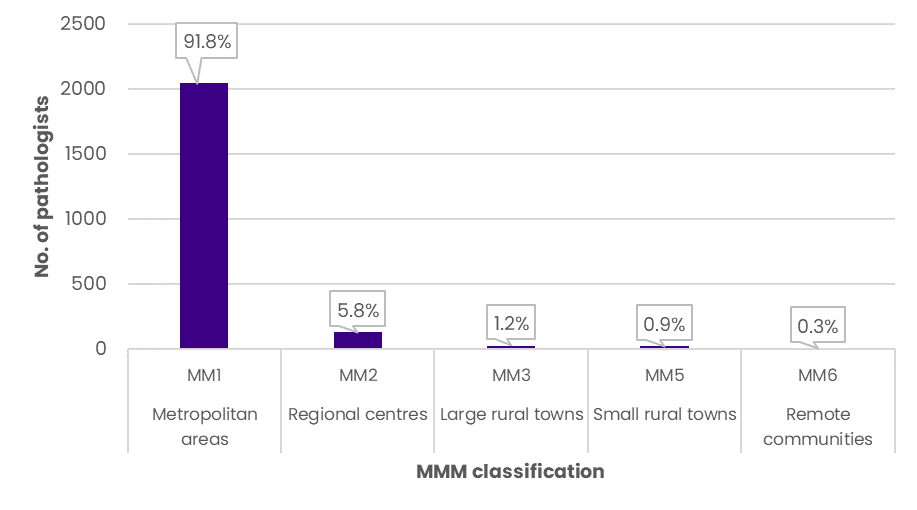 2500
91.8%
2000
1500
1000
500
0
No. of pathologists
5.8%
1.2%
0.9%
0.3%
MM1
MM2
MM3
MM5
MM6
Metropolitan
areas
Regional centres
Large rural towns
Small rural towns
Remote
communities
MMM classification